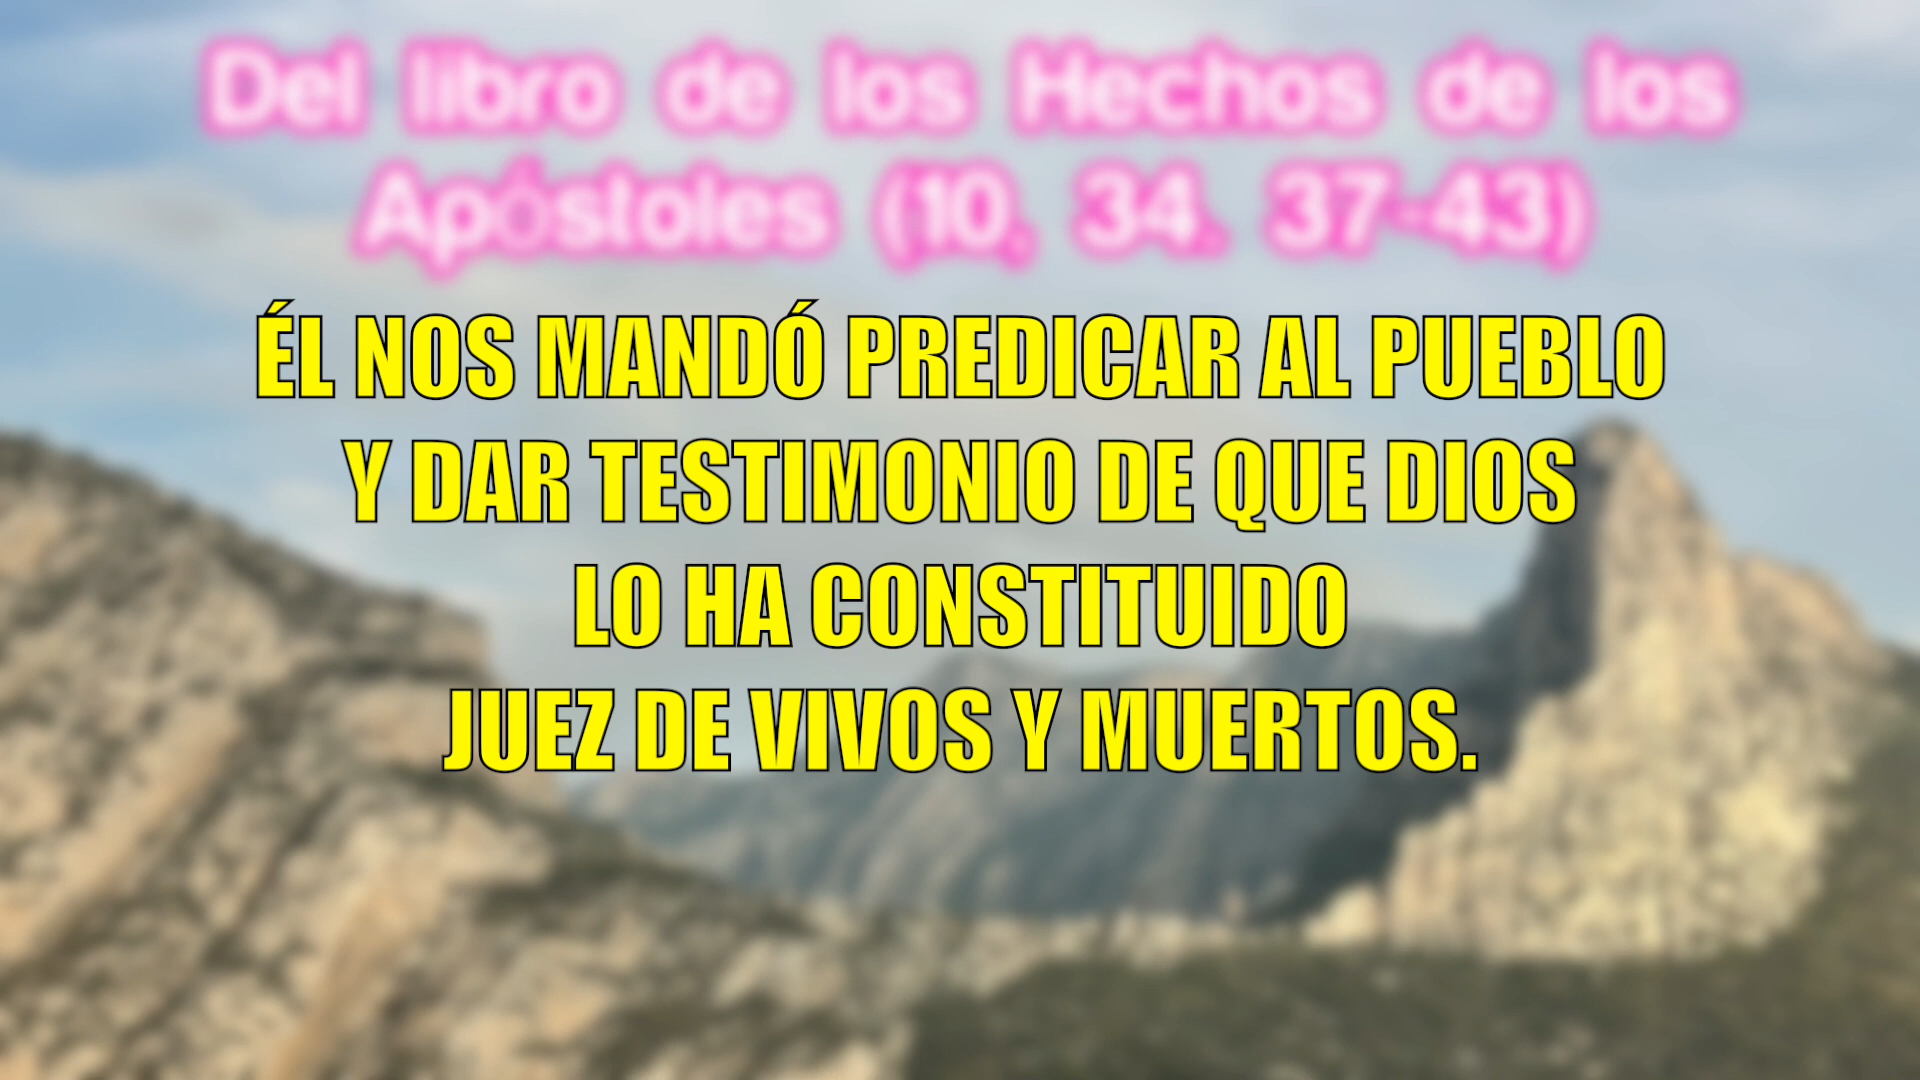 Del libro de los Hechos de los
Apóstoles (10, 34. 37-43)
ÉL NOS MANDÓ PREDICAR AL PUEBLO
Y DAR TESTIMONIO DE QUE DIOS
LO HA CONSTITUIDO
JUEZ DE VIVOS Y MUERTOS.